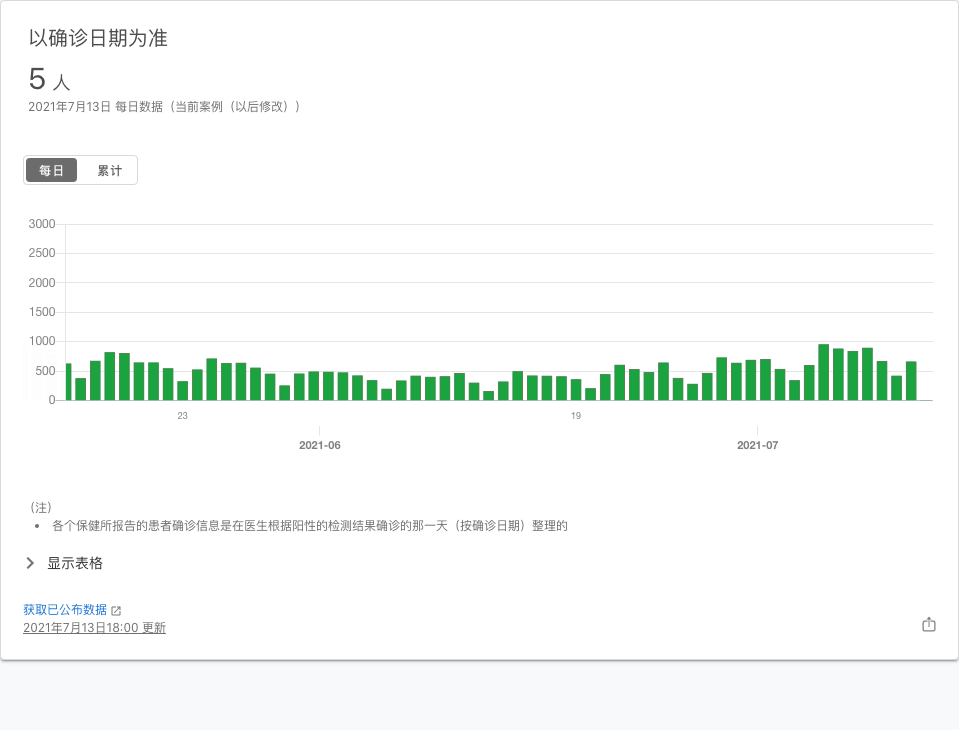 以确诊日期为准
5 人
2021年7月13日 每日数据（当前案例（以后修改））
每日 累计
3000
2500
2000
1500
1000
500
0
23 19
2021-06 2021-07
（注）
• 各个保健所报告的患者确诊信息是在医生根据阳性的检测结果确诊的那一天（按确诊日期）整理的
显示表格
获取已公布数据
2021年7月13日18:00 更新